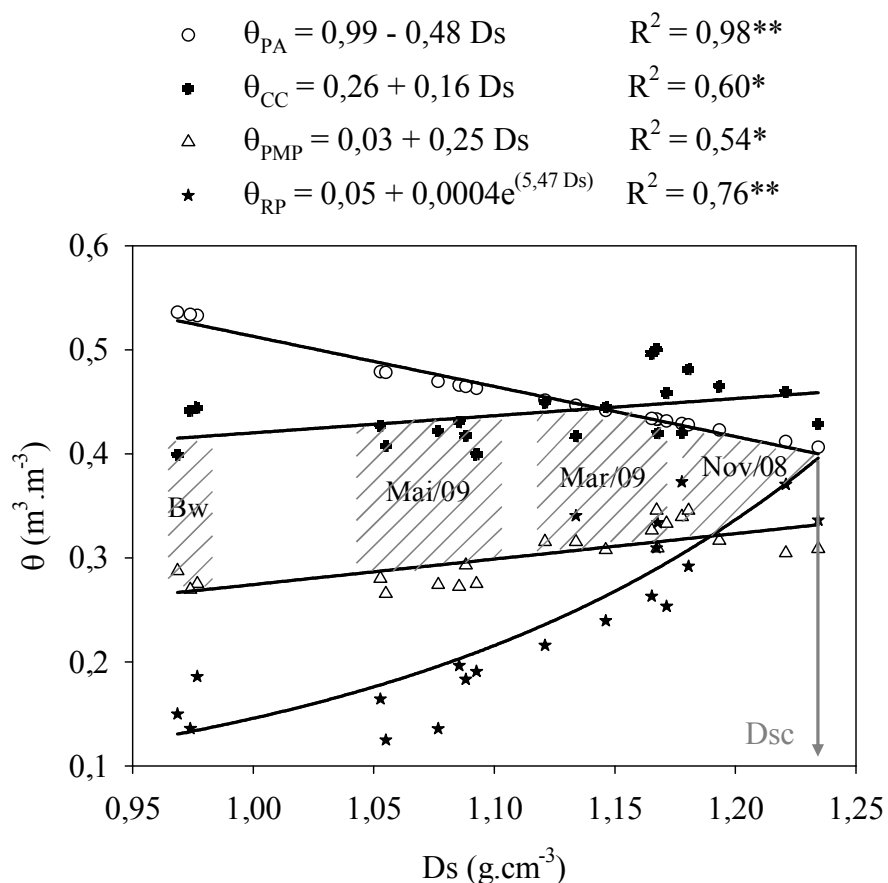 θPA = 0,99 - 0,48 Ds R² = 0,98**
θCC = 0,26 + 0,16 Ds R² = 0,60*
θPMP = 0,03 + 0,25 Ds R² = 0,54*
θRP = 0,05 + 0,0004e(5,47 Ds) R² = 0,76**
0,6
0,5
0,4
0,3
0,2
0,1
θ (m³.m⁻³)
Bw
Mai/09
Mar/09
Nov/08
Dsc
0,95 1,00 1,05 1,10 1,15 1,20 1,25
Ds (g.cm⁻³)